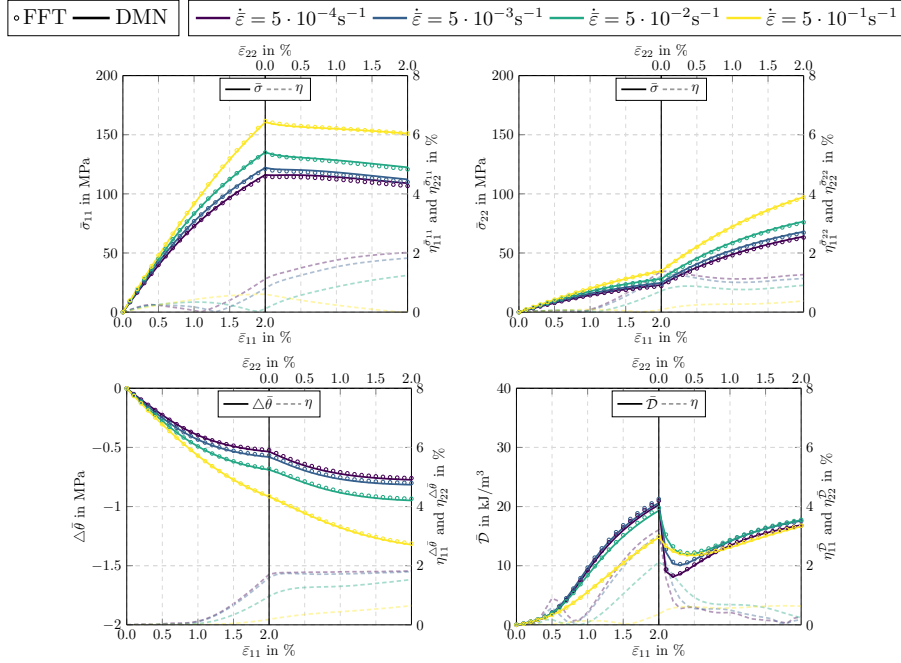 FFT DMN ε̇̄ = 5 · 10⁻⁴s⁻¹ ε̇̄ = 5 · 10⁻³s⁻¹ ε̇̄ = 5 · 10⁻²s⁻¹ ε̇̄ = 5 · 10⁻¹s⁻¹
ε̄₂₂ in %
0.0 0.5 1.0 1.5 2.0
σ̄ η
200
150
100
50
0
σ̄₁₁ in MPa
8
6
4
2
0
η₁₁^σ̄₁₁ and η₂₂^σ̄₁₁ in %
0.0 0.5 1.0 1.5 2.0
ε̄₁₁ in %
ε̄₂₂ in %
0.0 0.5 1.0 1.5 2.0
σ̄ η
200
150
100
50
0
σ̄₂₂ in MPa
8
6
4
2
0
η₁₁^σ̄₂₂ and η₂₂^σ̄₂₂ in %
0.0 0.5 1.0 1.5 2.0
ε̄₁₁ in %
ε̄₂₂ in %
0.0 0.5 1.0 1.5 2.0
△θ̄ η
0
−0.5
−1
−1.5
−2
△θ̄ in MPa
8
6
4
2
0
η₁₁^△θ̄ and η₂₂^△θ̄ in %
0.0 0.5 1.0 1.5 2.0
ε̄₁₁ in %
ε̄₂₂ in %
0.0 0.5 1.0 1.5 2.0
𝒟̄ η
40
30
20
10
0
𝒟̄ in kJ/m³
8
6
4
2
0
η₁₁^𝒟̄ and η₂₂^𝒟̄ in %
0.0 0.5 1.0 1.5 2.0
ε̄₁₁ in %